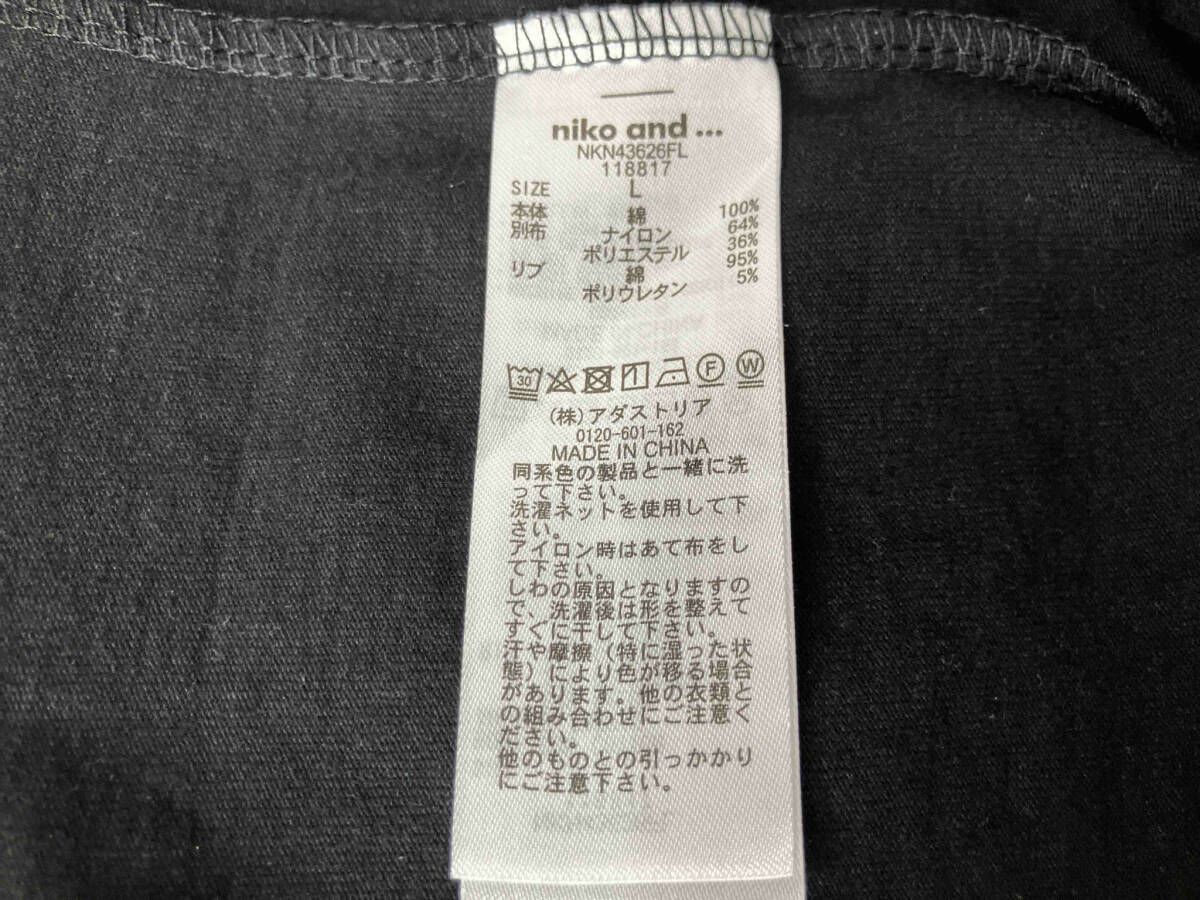 niko and ...
NKN43626FL
118817
SIZE L
本体 綿 100%
別布 ナイロン 64%
ポリエステル 36%
リブ 綿 95%
ポリウレタン 5%
30 F W
(株)アダストリア
0120-601-162
MADE IN CHINA
同系色の製品と一緒に洗
って下さい。
洗濯ネットを使用して下
さい。
アイロン時はあて布をし
て下さい。
しわの原因となりますの
で、洗濯後は形を整えて
すぐに干して下さい。
汗や摩擦(特に湿った状
態)により色が移る場合
があります。他の衣類と
の組み合わせにご注意く
ださい。
他のものとの引っかかり
にご注意下さい。